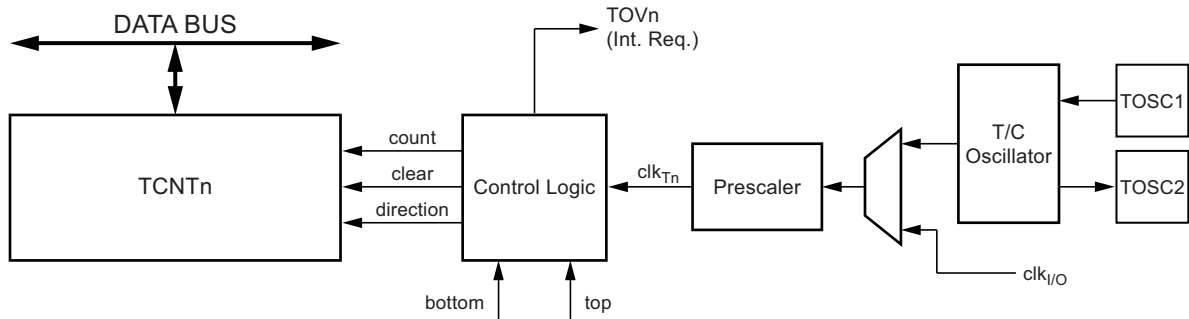 DATA BUS
TOVn
(Int. Req.)
TCNTn
count
clear
direction
Control Logic
clkTn
Prescaler
T/C
Oscillator
TOSC1
TOSC2
clkI/O
bottom
top